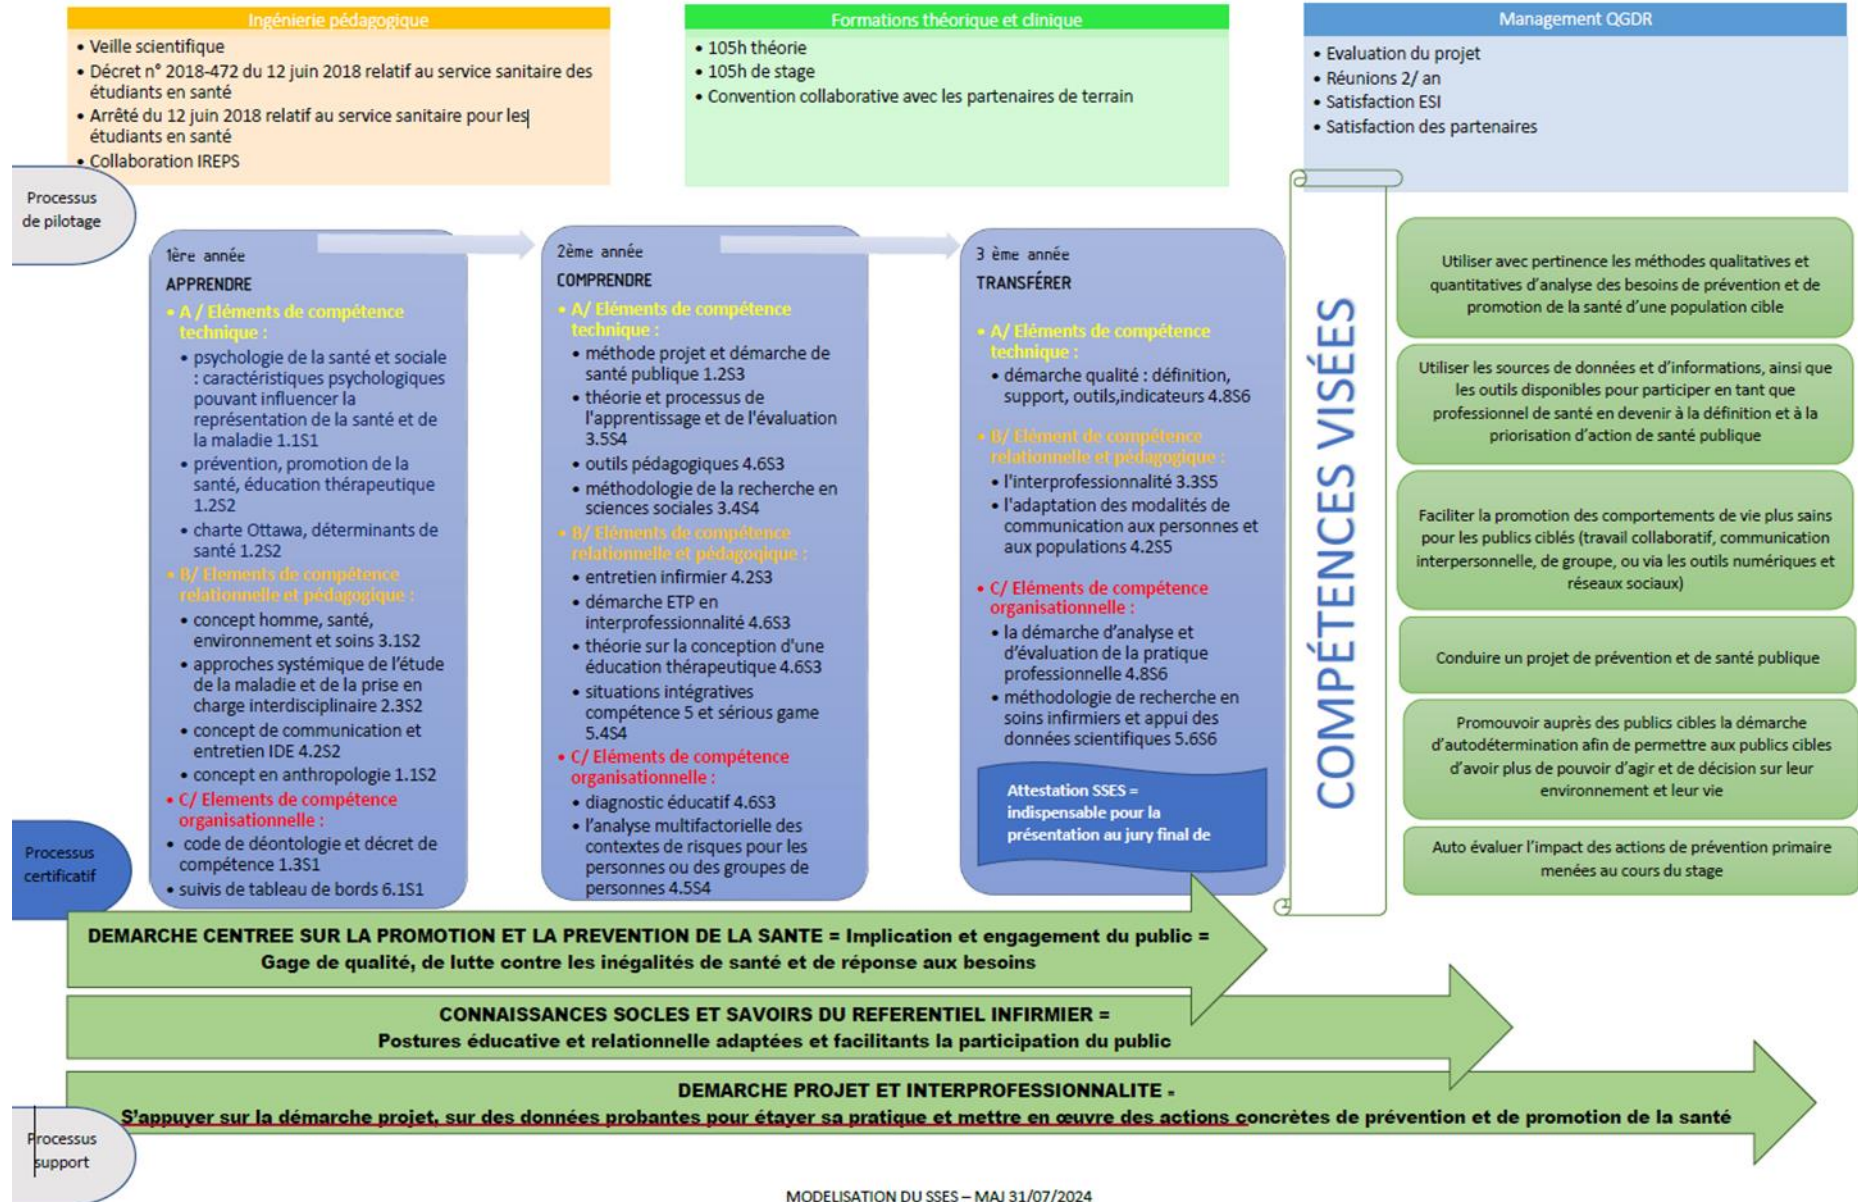 Ingénierie pédagogique
• Veille scientifique
• Décret n° 2018-472 du 12 juin 2018 relatif au service sanitaire des
étudiants en santé
• Arrêté du 12 juin 2018 relatif au service sanitaire pour les
étudiants en santé
• Collaboration IREPS
Formations théorique et clinique
• 105h théorie
• 105h de stage
• Convention collaborative avec les partenaires de terrain
Management QGDR
• Evaluation du projet
• Réunions 2/ an
• Satisfaction ESI
• Satisfaction des partenaires
Processus
de pilotage
1ère année
APPRENDRE
• A / Eléments de compétence
technique :
• psychologie de la santé et sociale
: caractéristiques psychologiques
pouvant influencer la
représentation de la santé et de
la maladie 1.1S1
• prévention, promotion de la
santé, éducation thérapeutique
1.2S2
• charte Ottawa, déterminants de
santé 1.2S2
• B/ Elements de compétence
relationnelle et pédagogique :
• concept homme, santé,
environnement et soins 3.1S2
• approches systémique de l'étude
de la maladie et de la prise en
charge interdisciplinaire 2.3S2
• concept de communication et
entretien IDE 4.2S2
• concept en anthropologie 1.1S2
• C/ Elements de compétence
organisationnelle :
• code de déontologie et décret de
compétence 1.3S1
• suivis de tableau de bords 6.1S1
2ème année
COMPRENDRE
• A/ Eléments de compétence
technique :
• méthode projet et démarche de
santé publique 1.2S3
• théorie et processus de
l'apprentissage et de l'évaluation
3.5S4
• outils pédagogiques 4.6S3
• méthodologie de la recherche en
sciences sociales 3.4S4
• B/ Eléments de compétence
relationnelle et pédagogique :
• entretien infirmier 4.2S3
• démarche ETP en
interprofessionnalité 4.6S3
• théorie sur la conception d'une
éducation thérapeutique 4.6S3
• situations intégratives
compétence 5 et sérious game
5.4S4
• C/ Eléments de compétence
organisationnelle :
• diagnostic éducatif 4.6S3
• l'analyse multifactorielle des
contextes de risques pour les
personnes ou des groupes de
personnes 4.5S4
3 ème année
TRANSFÉRER
• A/ Eléments de compétence
technique :
• démarche qualité : définition,
support, outils,indicateurs 4.8S6
• B/ Elément de compétence
relationnelle et pédagogique :
• l'interprofessionnalité 3.3S5
• l'adaptation des modalités de
communication aux personnes et
aux populations 4.2S5
• C/ Eléments de compétence
organisationnelle :
• la démarche d'analyse et
d'évaluation de la pratique
professionnelle 4.8S6
• méthodologie de recherche en
soins infirmiers et appui des
données scientifiques 5.6S6
Attestation SSES =
indispensable pour la
présentation au jury final de
COMPÉTENCES VISÉES
Utiliser avec pertinence les méthodes qualitatives et
quantitatives d'analyse des besoins de prévention et de
promotion de la santé d'une population cible
Utiliser les sources de données et d'informations, ainsi que
les outils disponibles pour participer en tant que
professionnel de santé en devenir à la définition et à la
priorisation d'action de santé publique
Faciliter la promotion des comportements de vie plus sains
pour les publics ciblés (travail collaboratif, communication
interpersonnelle, de groupe, ou via les outils numériques et
réseaux sociaux)
Conduire un projet de prévention et de santé publique
Promouvoir auprès des publics cibles la démarche
d'autodétermination afin de permettre aux publics cibles
d'avoir plus de pouvoir d'agir et de décision sur leur
environnement et leur vie
Auto évaluer l'impact des actions de prévention primaire
menées au cours du stage
Processus
certificatif
DEMARCHE CENTREE SUR LA PROMOTION ET LA PREVENTION DE LA SANTE = Implication et engagement du public =
Gage de qualité, de lutte contre les inégalités de santé et de réponse aux besoins
CONNAISSANCES SOCLES ET SAVOIRS DU REFERENTIEL INFIRMIER =
Postures éducative et relationnelle adaptées et facilitants la participation du public
DEMARCHE PROJET ET INTERPROFESSIONNALITE =
S'appuyer sur la démarche projet, sur des données probantes pour étayer sa pratique et mettre en œuvre des actions concrètes de prévention et de promotion de la santé
Processus
support
MODELISATION DU SSES – MAJ 31/07/2024